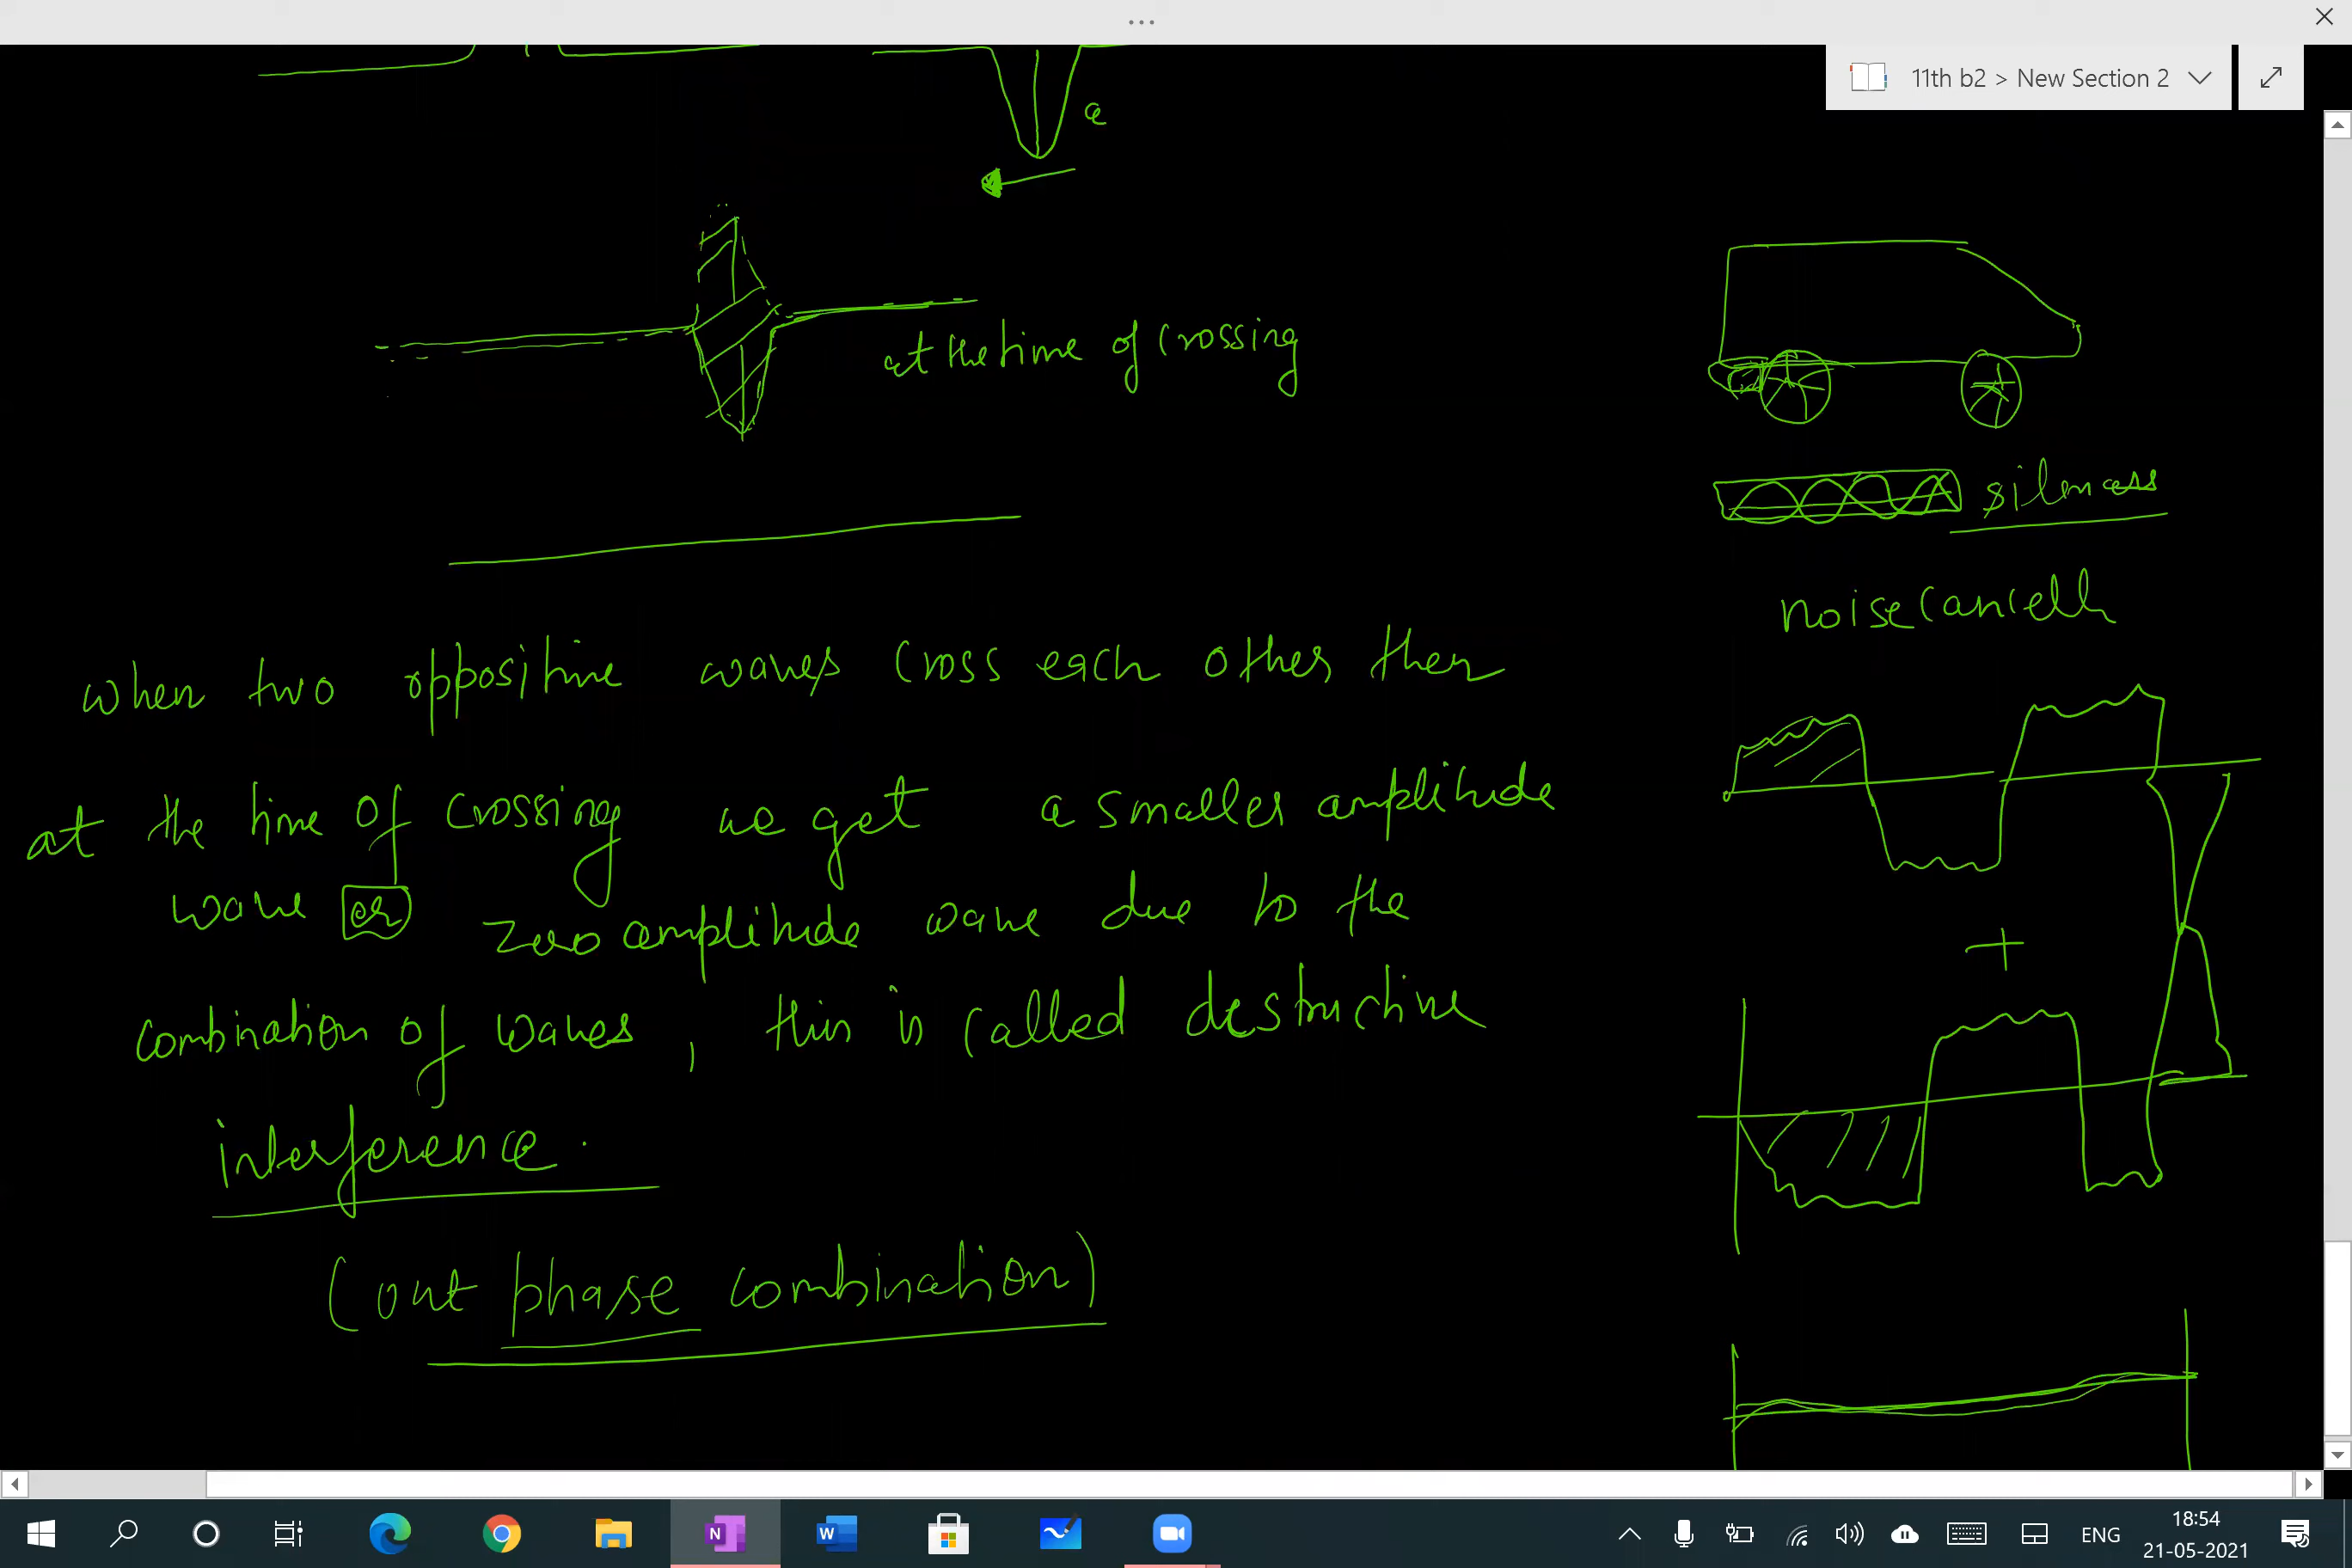 11th b2 > New Section 2
a
at the time of crossing
silencers
noise cancell
when two oppositive waves cross each other then
at the time of crossing we get a smaller amplitude
wave or zero amplitude wave due to the
+
combination of waves, this is called destructive
interference.
(out phase combination)
ENG
18:54
21-05-2021